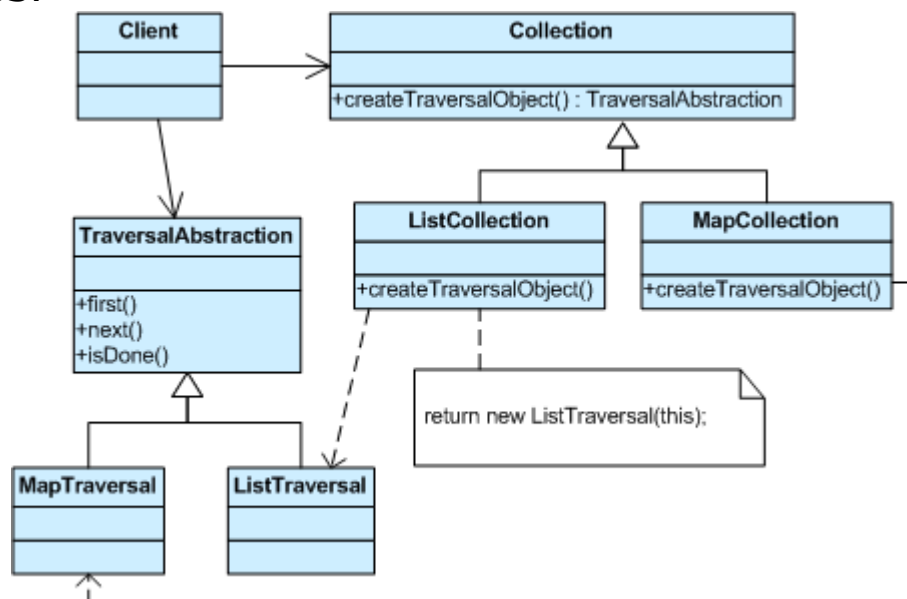 Client
Collection
+createTraversalObject() : TraversalAbstraction
TraversalAbstraction
+first()
+next()
+isDone()
ListCollection
+createTraversalObject()
MapCollection
+createTraversalObject()
return new ListTraversal(this);
MapTraversal
ListTraversal